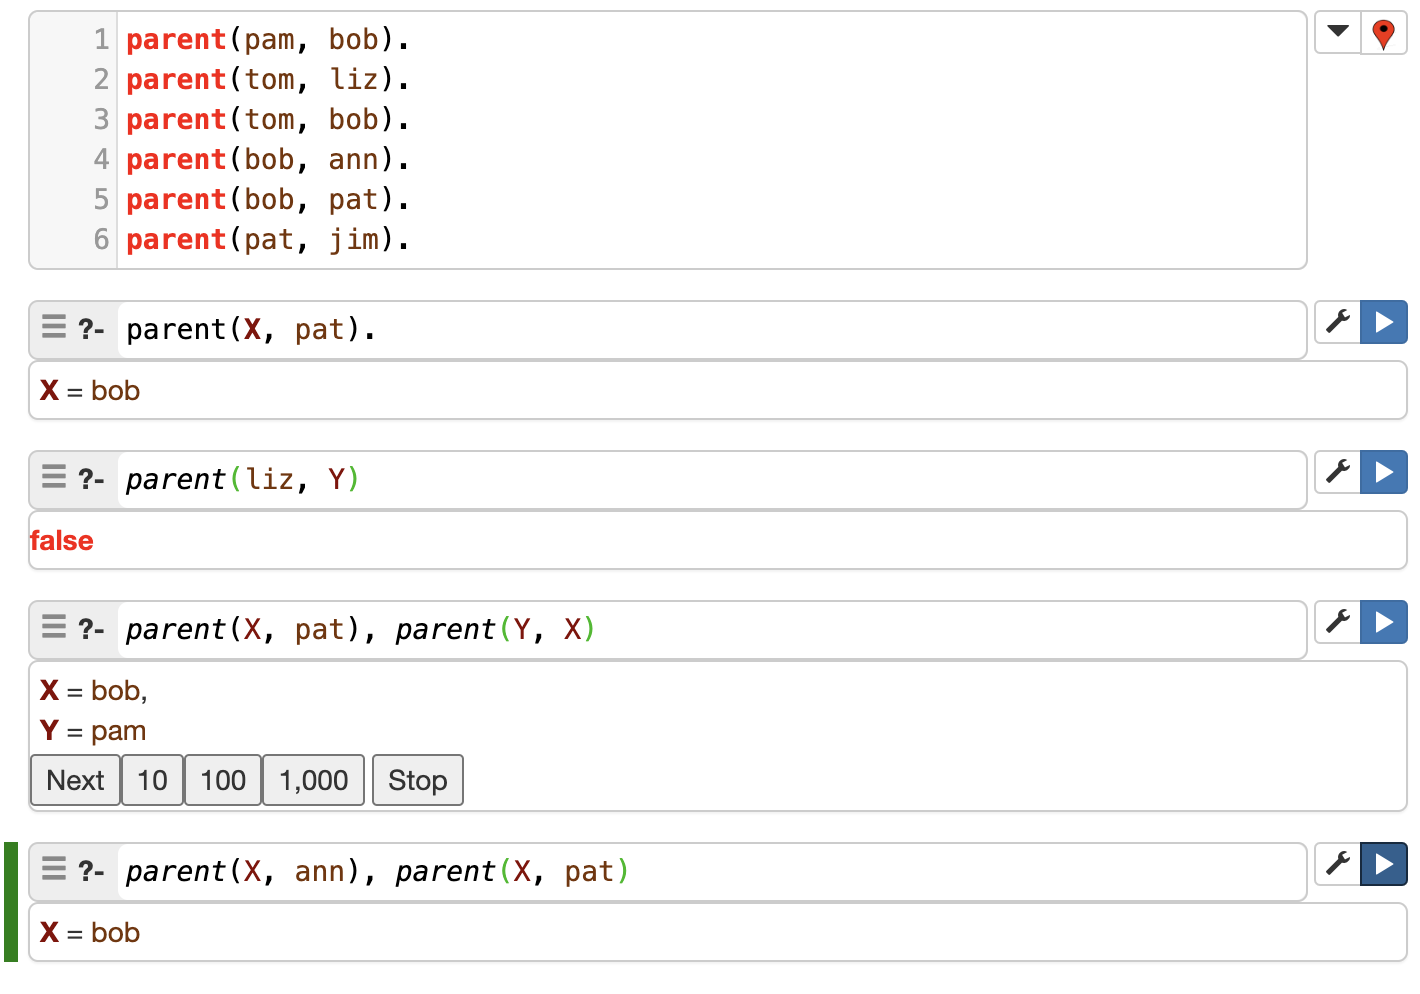 1 parent(pam, bob).
2 parent(tom, liz).
3 parent(tom, bob).
4 parent(bob, ann).
5 parent(bob, pat).
6 parent(pat, jim).
?- parent(X, pat).
X = bob
?- parent(liz, Y)
false
?- parent(X, pat), parent(Y, X)
X = bob,
Y = pam
Next 10 100 1,000 Stop
?- parent(X, ann), parent(X, pat)
X = bob